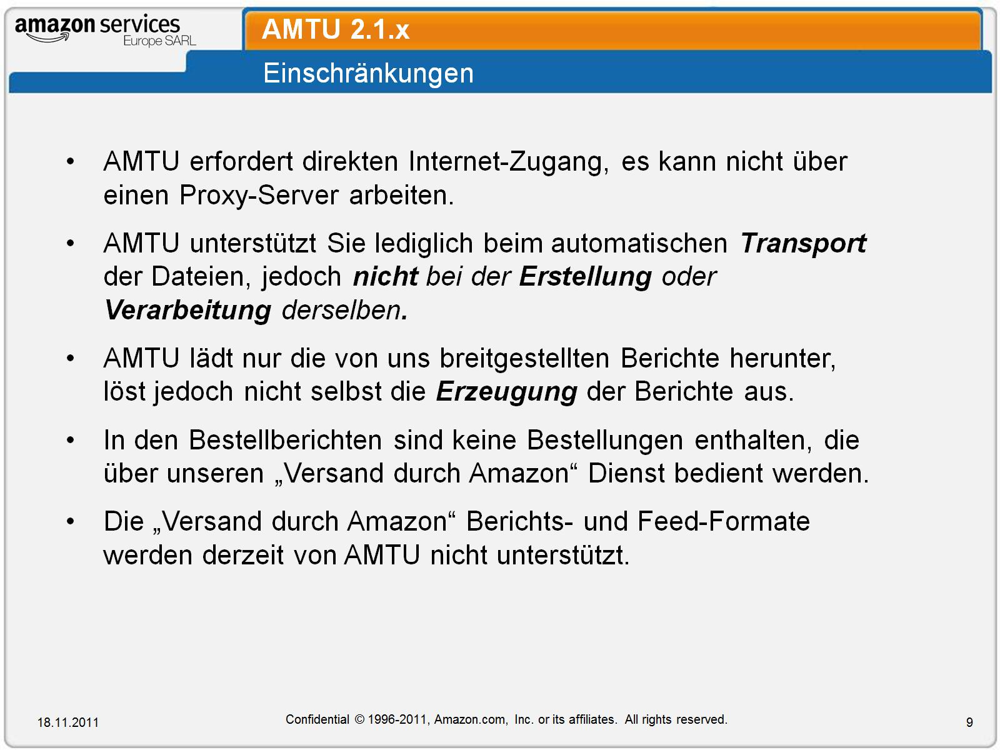 amazon services
Europe SARL
AMTU 2.1.x
Einschränkungen
• AMTU erfordert direkten Internet-Zugang, es kann nicht über
einen Proxy-Server arbeiten.
• AMTU unterstützt Sie lediglich beim automatischen Transport
der Dateien, jedoch nicht bei der Erstellung oder
Verarbeitung derselben.
• AMTU lädt nur die von uns breitgestellten Berichte herunter,
löst jedoch nicht selbst die Erzeugung der Berichte aus.
• In den Bestellberichten sind keine Bestellungen enthalten, die
über unseren „Versand durch Amazon“ Dienst bedient werden.
• Die „Versand durch Amazon“ Berichts- und Feed-Formate
werden derzeit von AMTU nicht unterstützt.
18.11.2011
Confidential © 1996-2011, Amazon.com, Inc. or its affiliates. All rights reserved.
9